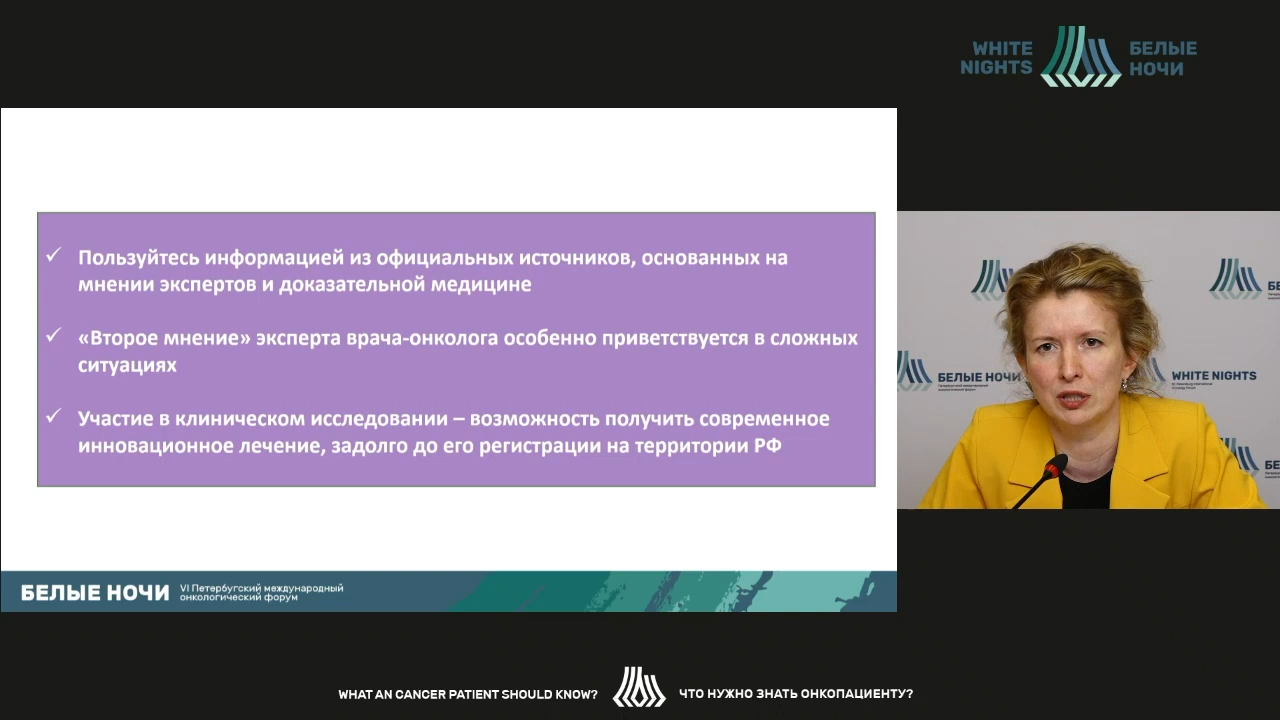 WHITE
NIGHTS
БЕЛЫЕ
НОЧИ
✓ Пользуйтесь информацией из официальных источников, основанных на
мнении экспертов и доказательной медицине
✓ «Второе мнение» эксперта врача-онколога особенно приветствуется в сложных
ситуациях
✓ Участие в клиническом исследовании – возможность получить современное
инновационное лечение, задолго до его регистрации на территории РФ
БЕЛЫЕ НОЧИ
WHITE NIGHTS
БЕЛЫЕ НОЧИ
VI Петербургский международный
онкологический форум
WHAT AN CANCER PATIENT SHOULD KNOW?
ЧТО НУЖНО ЗНАТЬ ОНКОПАЦИЕНТУ?